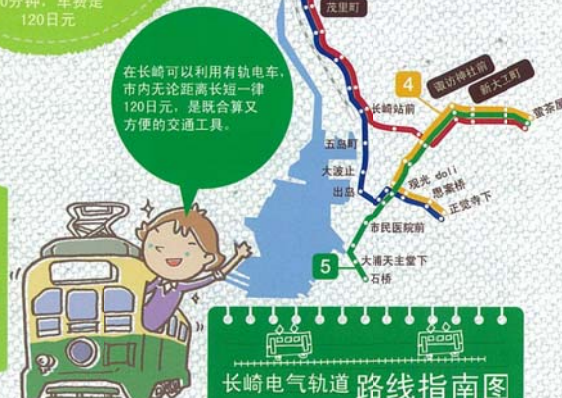 0分钟，车费是
120日元
茂里町
在长崎可以利用有轨电车，
市内无论距离长短一律
120日元，是既合算又
方便的交通工具。
4
诹访神社前
新大工町
长崎站前
萤茶屋
五岛町
大波止
出岛
观光 doli
思案桥
正觉寺下
市民医院前
5
大浦天主堂下
石桥
长崎电气轨道 路线指南图